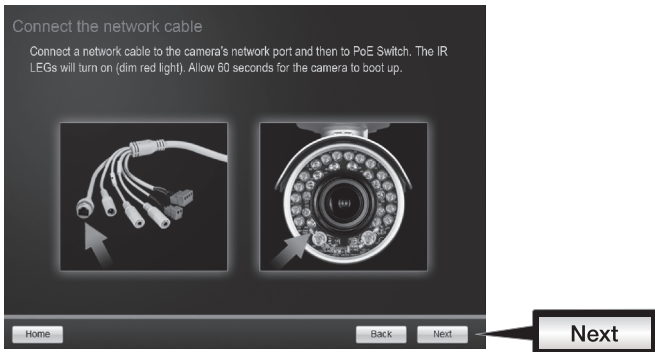 Connect the network cable
Connect a network cable to the camera's network port and then to PoE Switch. The IR
LEGs will turn on (dim red light). Allow 60 seconds for the camera to boot up.
Home
Back
Next
Next